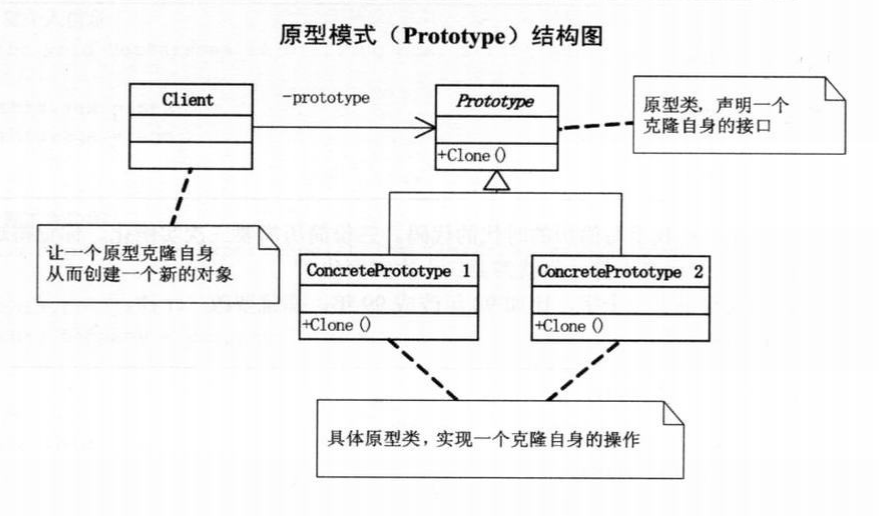 原型模式（Prototype）结构图
Client
-prototype
Prototype
+Clone()
原型类，声明一个
克隆自身的接口
让一个原型克隆自身
从而创建一个新的对象
ConcretePrototype 1
+Clone()
ConcretePrototype 2
+Clone()
具体原型类，实现一个克隆自身的操作